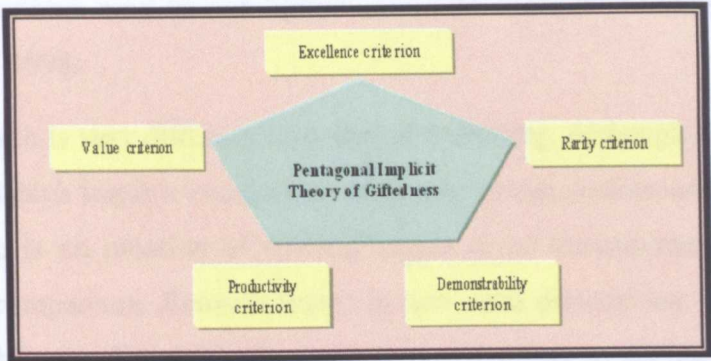 Excellence criterion
Value criterion
Rarity criterion
Pentagonal Implicit
Theory of Giftedness
Productivity
criterion
Demonstrability
criterion